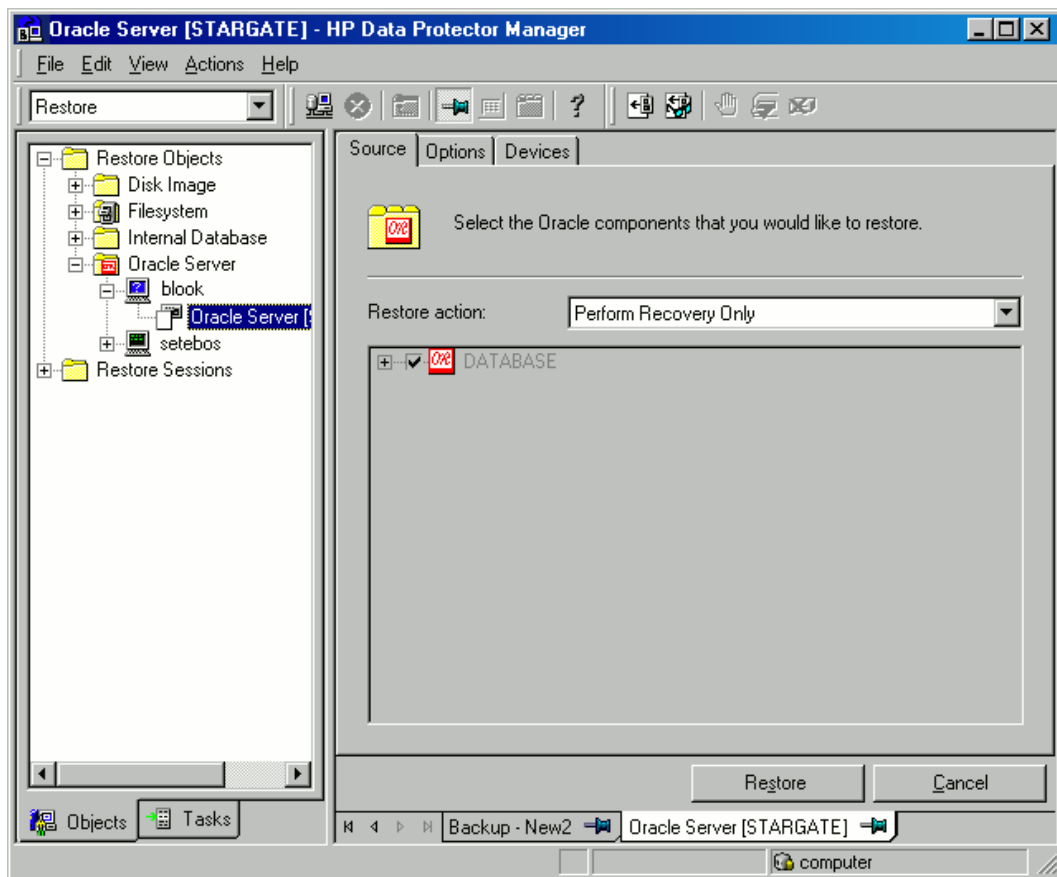 Oracle Server [STARGATE] - HP Data Protector Manager
File Edit View Actions Help
Restore
Restore Objects
Disk Image
Filesystem
Internal Database
Oracle Server
blook
Oracle Server [
setebos
Restore Sessions
Objects
Tasks
Source
Options
Devices
Select the Oracle components that you would like to restore.
Restore action:
Perform Recovery Only
DATABASE
Restore
Cancel
Backup - New2
Oracle Server [STARGATE]
computer